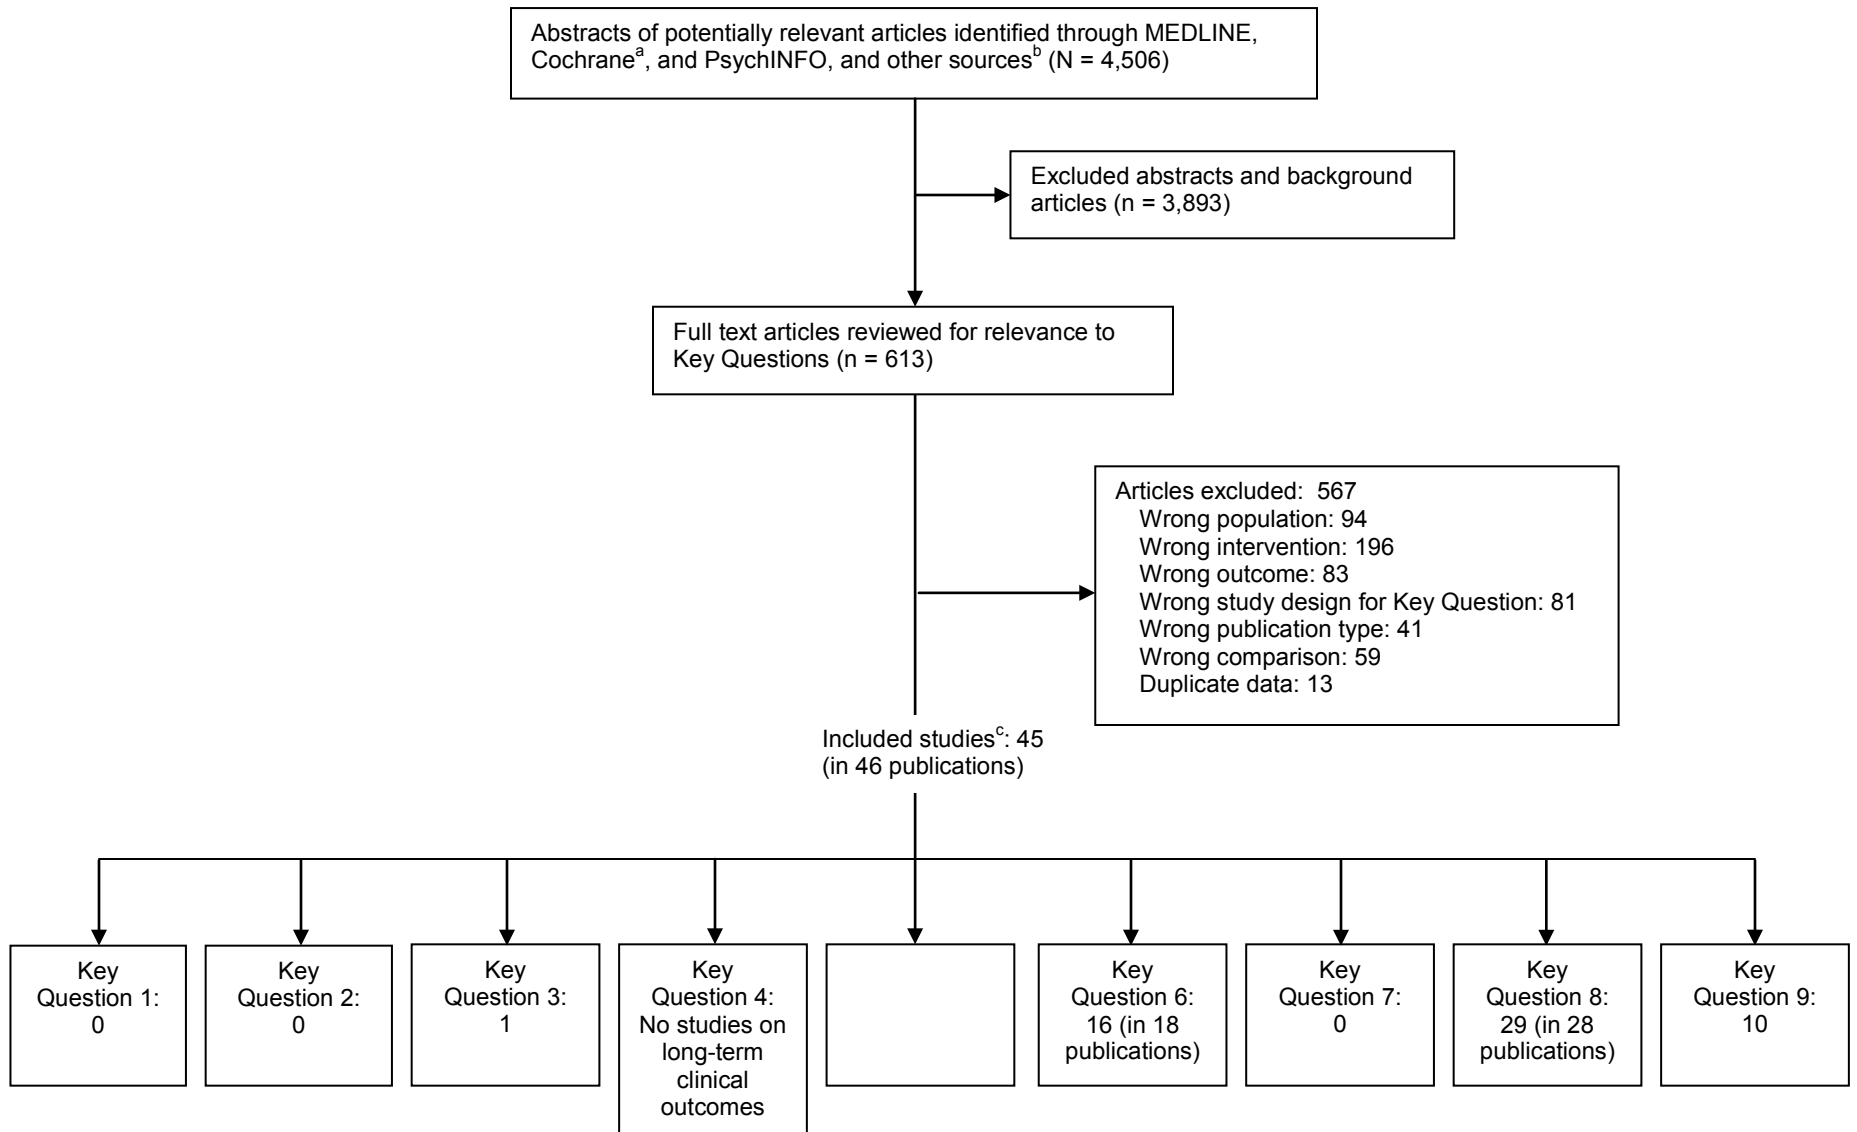 Abstracts of potentially relevant articles identified through MEDLINE,
Cochraneᵃ, and PsychINFO, and other sourcesᵇ (N = 4,506)
Excluded abstracts and background
articles (n = 3,893)
Full text articles reviewed for relevance to
Key Questions (n = 613)
Articles excluded: 567
Wrong population: 94
Wrong intervention: 196
Wrong outcome: 83
Wrong study design for Key Question: 81
Wrong publication type: 41
Wrong comparison: 59
Duplicate data: 13
Included studiesᶜ: 45
(in 46 publications)
Key
Question 1:
0
Key
Question 2:
0
Key
Question 3:
1
Key
Question 4:
No studies on
long-term
clinical
outcomes
Key
Question 6:
16 (in 18
publications)
Key
Question 7:
0
Key
Question 8:
29 (in 28
publications)
Key
Question 9:
10